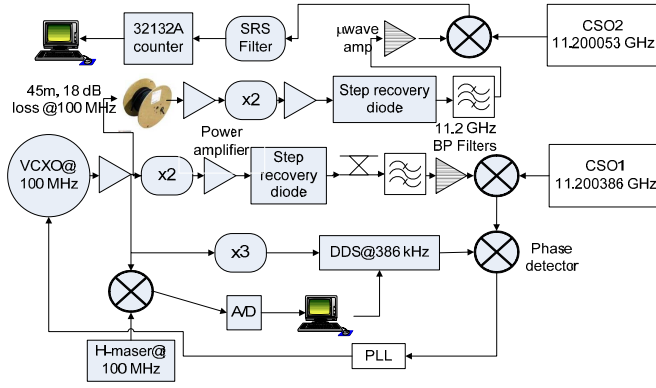 32132A
counter
SRS
Filter
μwave
amp
CSO2
11.200053 GHz
45m, 18 dB
loss @100 MHz
x2
Step recovery
diode
11.2 GHz
BP Filters
Power
amplifier
VCXO@
100 MHz
x2
Step
recovery
diode
CSO1
11.200386 GHz
x3
DDS@386 kHz
Phase
detector
A/D
H-maser@
100 MHz
PLL